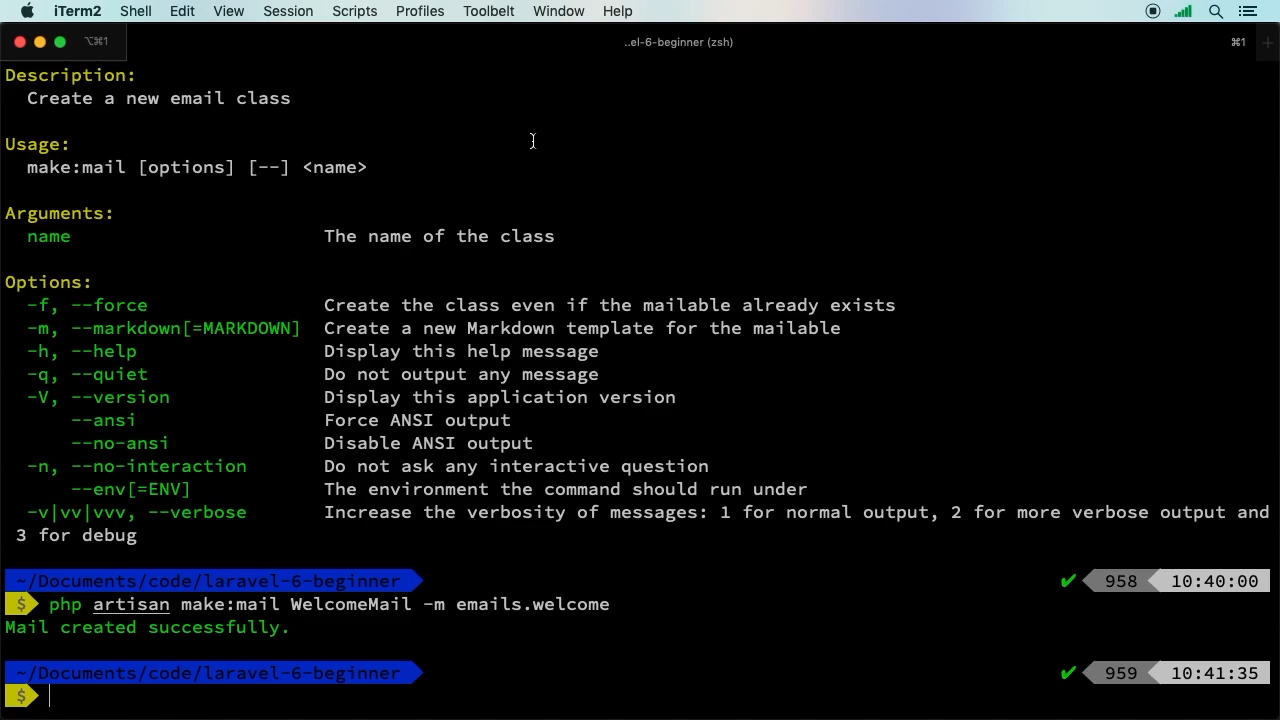 iTerm2 Shell Edit View Session Scripts Profiles Toolbelt Window Help
⌥⌘1 ..el-6-beginner (zsh) ⌘1 +
Description:
Create a new email class
Usage:
make:mail [options] [--] <name>
Arguments:
name The name of the class
Options:
-f, --force Create the class even if the mailable already exists
-m, --markdown[=MARKDOWN] Create a new Markdown template for the mailable
-h, --help Display this help message
-q, --quiet Do not output any message
-V, --version Display this application version
--ansi Force ANSI output
--no-ansi Disable ANSI output
-n, --no-interaction Do not ask any interactive question
--env[=ENV] The environment the command should run under
-v|vv|vvv, --verbose Increase the verbosity of messages: 1 for normal output, 2 for more verbose output and
3 for debug
~/Documents/code/laravel-6-beginner ✔ 958 10:40:00
$ php artisan make:mail WelcomeMail -m emails.welcome
Mail created successfully.
~/Documents/code/laravel-6-beginner ✔ 959 10:41:35
$